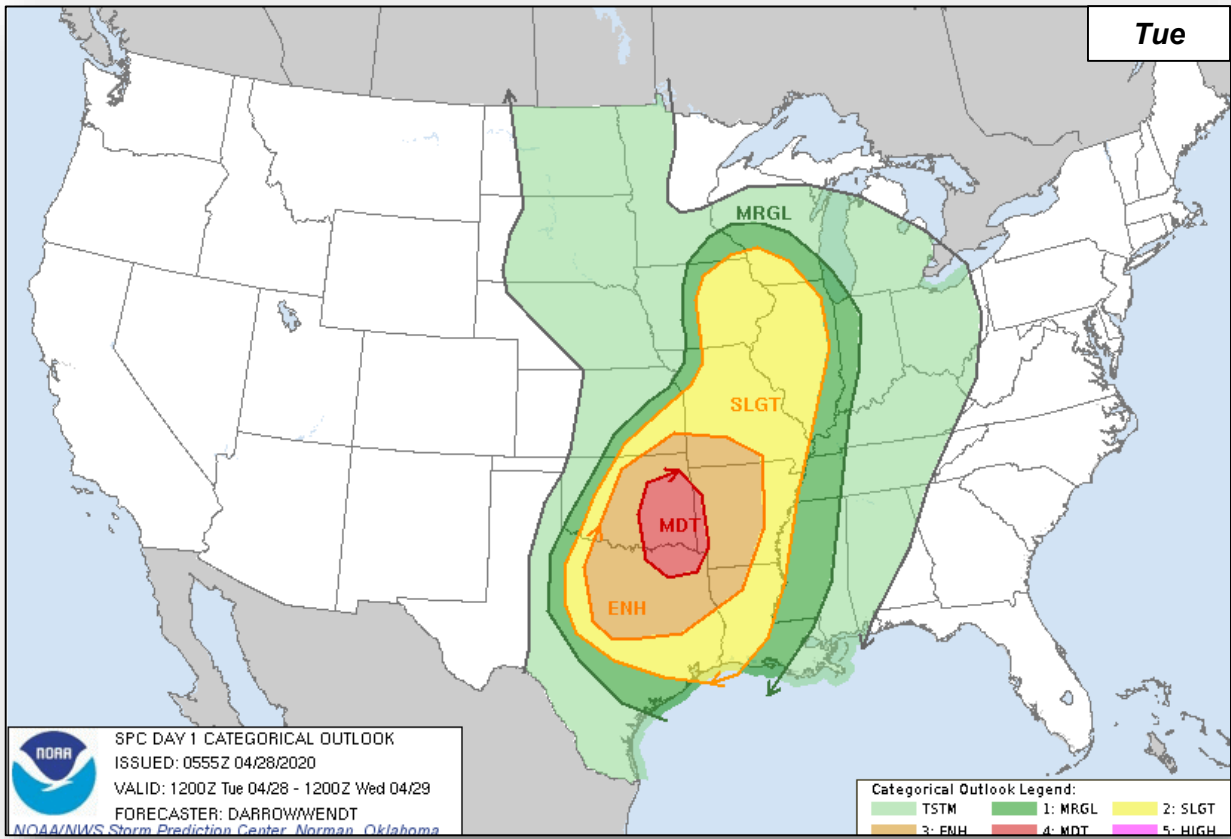 Tue
MRGL
SLGT
MDT
ENH
NOAA
SPC DAY 1 CATEGORICAL OUTLOOK
ISSUED: 0555Z 04/28/2020
VALID: 1200Z Tue 04/28 - 1200Z Wed 04/29
FORECASTER: DARROW/WENDT
NOAA/NWS Storm Prediction Center, Norman, Oklahoma
Categorical Outlook Legend:
TSTM 1: MRGL 2: SLGT
3: ENH 4: MDT 5: HIGH